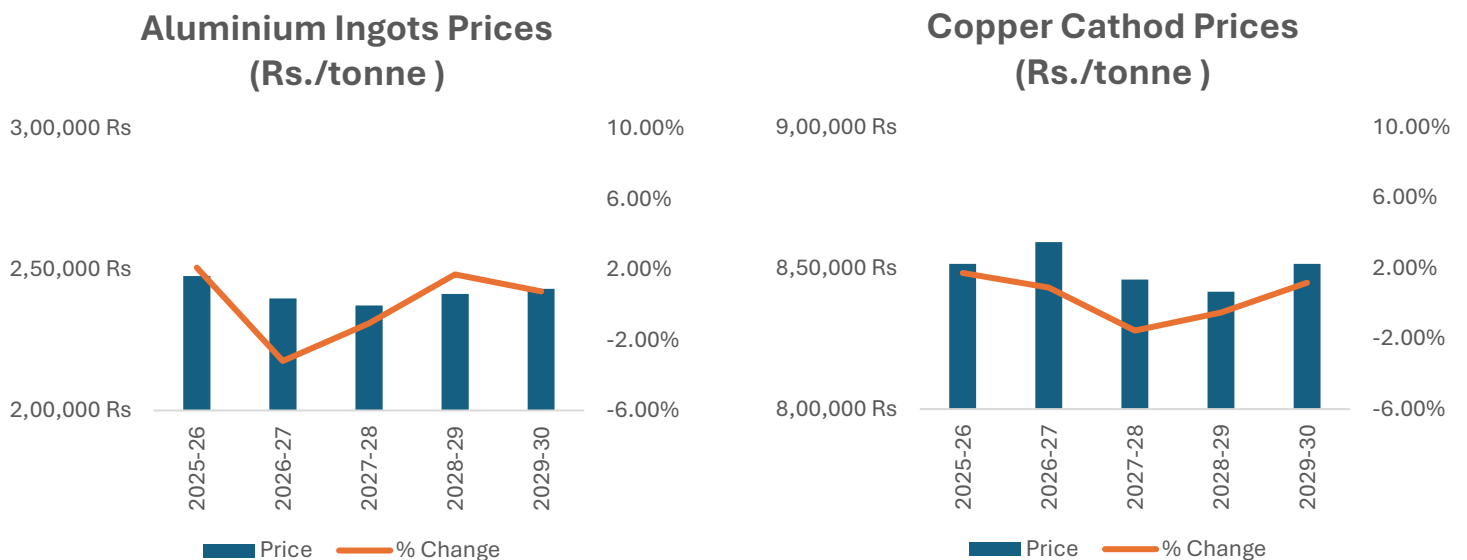 Aluminium Ingots Prices
(Rs./tonne )
3,00,000 Rs
2,50,000 Rs
2,00,000 Rs
10.00%
6.00%
2.00%
-2.00%
-6.00%
2025-26
2026-27
2027-28
2028-29
2029-30
Price
% Change
Copper Cathod Prices
(Rs./tonne )
9,00,000 Rs
8,50,000 Rs
8,00,000 Rs
10.00%
6.00%
2.00%
-2.00%
-6.00%
2025-26
2026-27
2027-28
2028-29
2029-30
Price
% Change